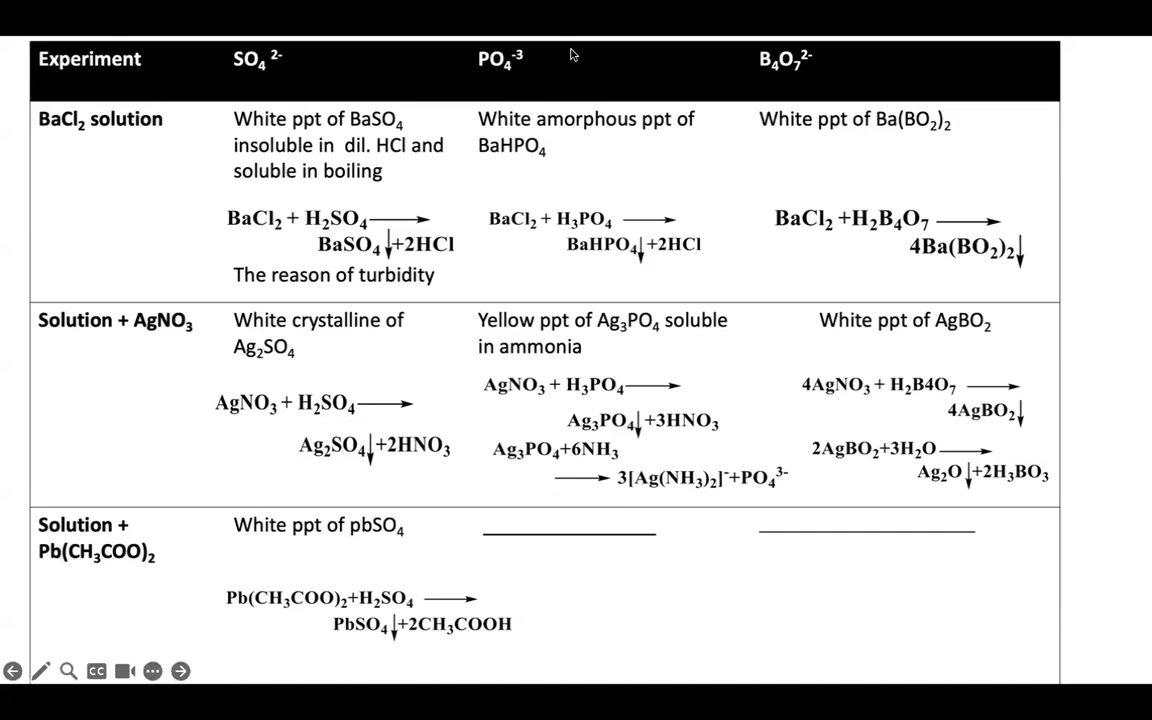 Experiment SO₄ ²⁻ PO₄⁻³ B₄O₇²⁻
BaCl₂ solution
White ppt of BaSO₄
insoluble in dil. HCl and
soluble in boiling
BaCl₂ + H₂SO₄ →
BaSO₄↓+2HCl
The reason of turbidity
White amorphous ppt of
BaHPO₄
BaCl₂ + H₃PO₄ →
BaHPO₄↓+2HCl
White ppt of Ba(BO₂)₂
BaCl₂ +H₂B₄O₇ →
4Ba(BO₂)₂↓
Solution + AgNO₃
White crystalline of
Ag₂SO₄
AgNO₃ + H₂SO₄ →
Ag₂SO₄↓+2HNO₃
Yellow ppt of Ag₃PO₄ soluble
in ammonia
AgNO₃ + H₃PO₄ →
Ag₃PO₄↓+3HNO₃
Ag₃PO₄+6NH₃
→ 3[Ag(NH₃)₂]⁻+PO₄³⁻
White ppt of AgBO₂
4AgNO₃ + H₂B4O₇ →
4AgBO₂↓
2AgBO₂+3H₂O →
Ag₂O↓+2H₃BO₃
Solution +
Pb(CH₃COO)₂
White ppt of pbSO₄
Pb(CH₃COO)₂+H₂SO₄ →
PbSO₄↓+2CH₃COOH
CC